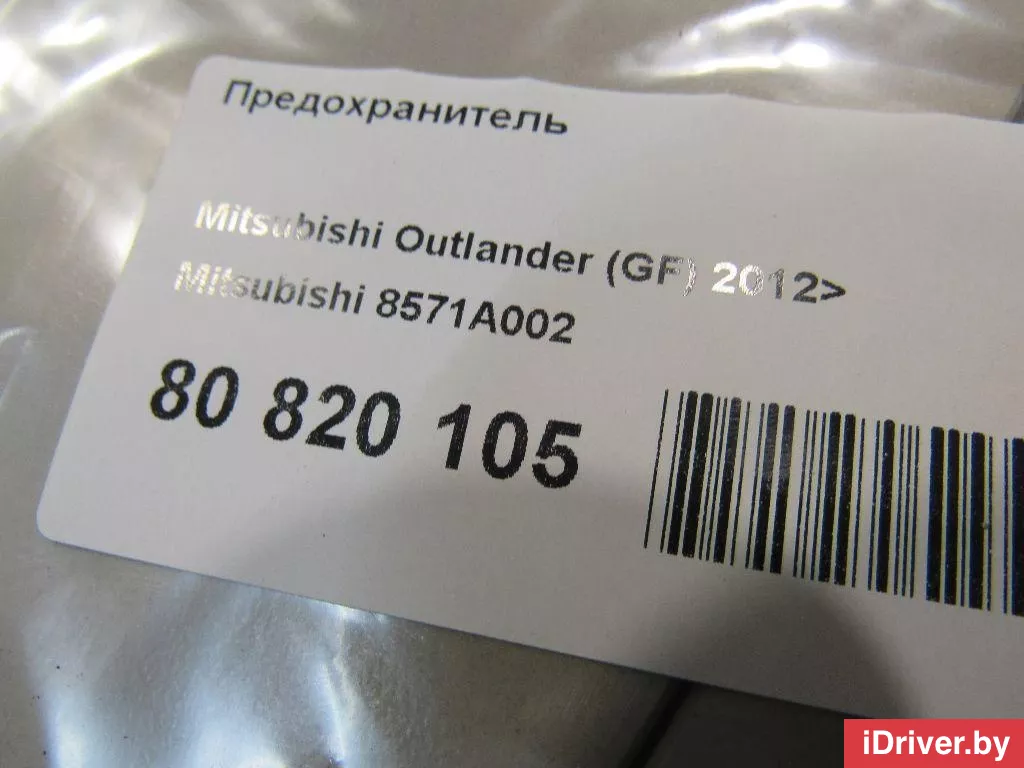 Предохранитель
Mitsubishi Outlander (GF) 2012>
Mitsubishi 8571A002
80 820 105
iDriver.by